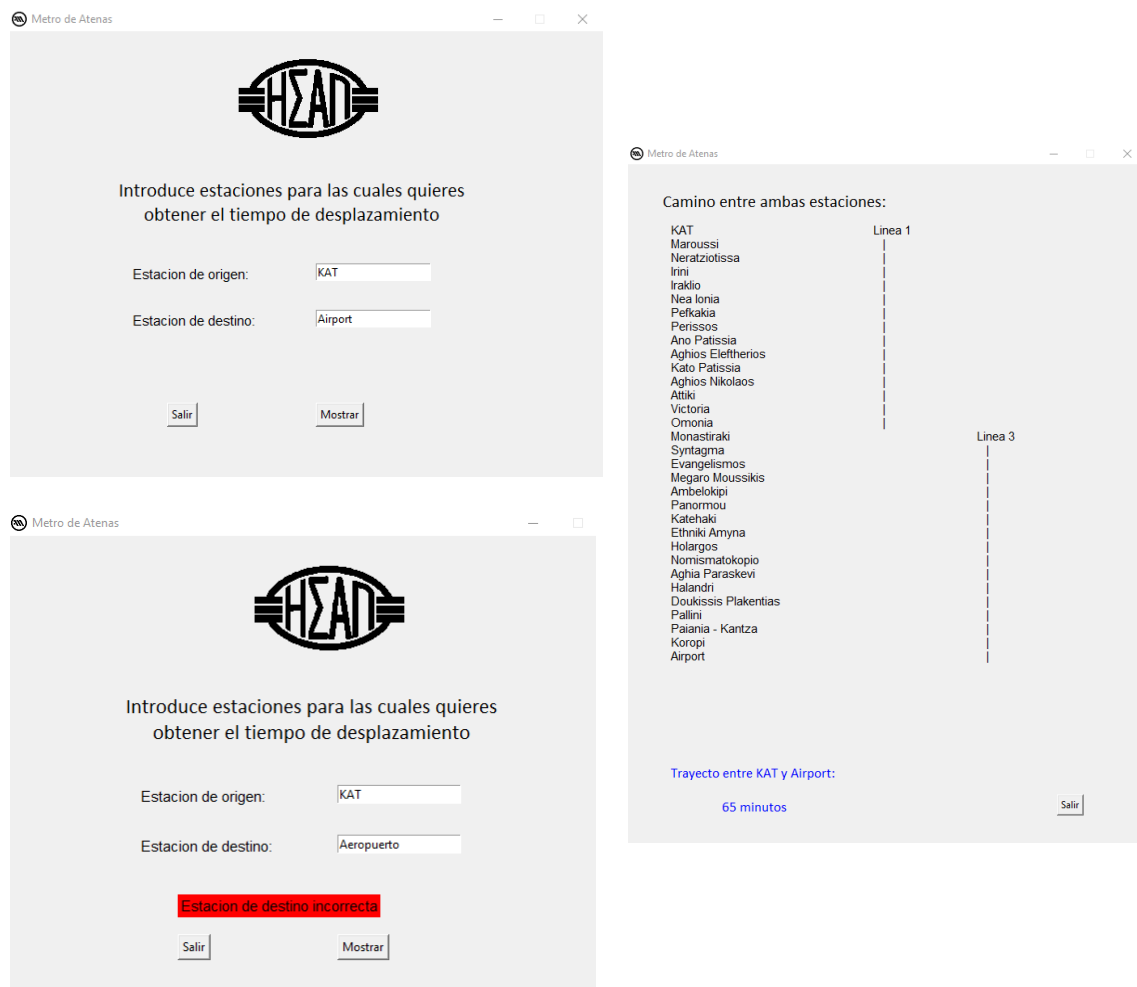 Metro de Atenas
ΗΣΑΠ
Introduce estaciones para las cuales quieres
obtener el tiempo de desplazamiento
Estacion de origen: KAT
Estacion de destino: Airport
Salir Mostrar
Metro de Atenas
ΗΣΑΠ
Introduce estaciones para las cuales quieres
obtener el tiempo de desplazamiento
Estacion de origen: KAT
Estacion de destino: Aeropuerto
Estacion de destino incorrecta
Salir Mostrar
Metro de Atenas
Camino entre ambas estaciones:
KAT Linea 1
Maroussi |
Neratziotissa |
Irini |
Iraklio |
Nea Ionia |
Pefkakia |
Perissos |
Ano Patissia |
Aghios Eleftherios |
Kato Patissia |
Aghios Nikolaos |
Attiki |
Victoria |
Omonia |
Monastiraki Linea 3
Syntagma |
Evangelismos |
Megaro Moussikis |
Ambelokipi |
Panormou |
Katehaki |
Ethniki Amyna |
Holargos |
Nomismatokopio |
Aghia Paraskevi |
Halandri |
Doukissis Plakentias |
Pallini |
Paiania - Kantza |
Koropi |
Airport |
Trayecto entre KAT y Airport:
65 minutos
Salir